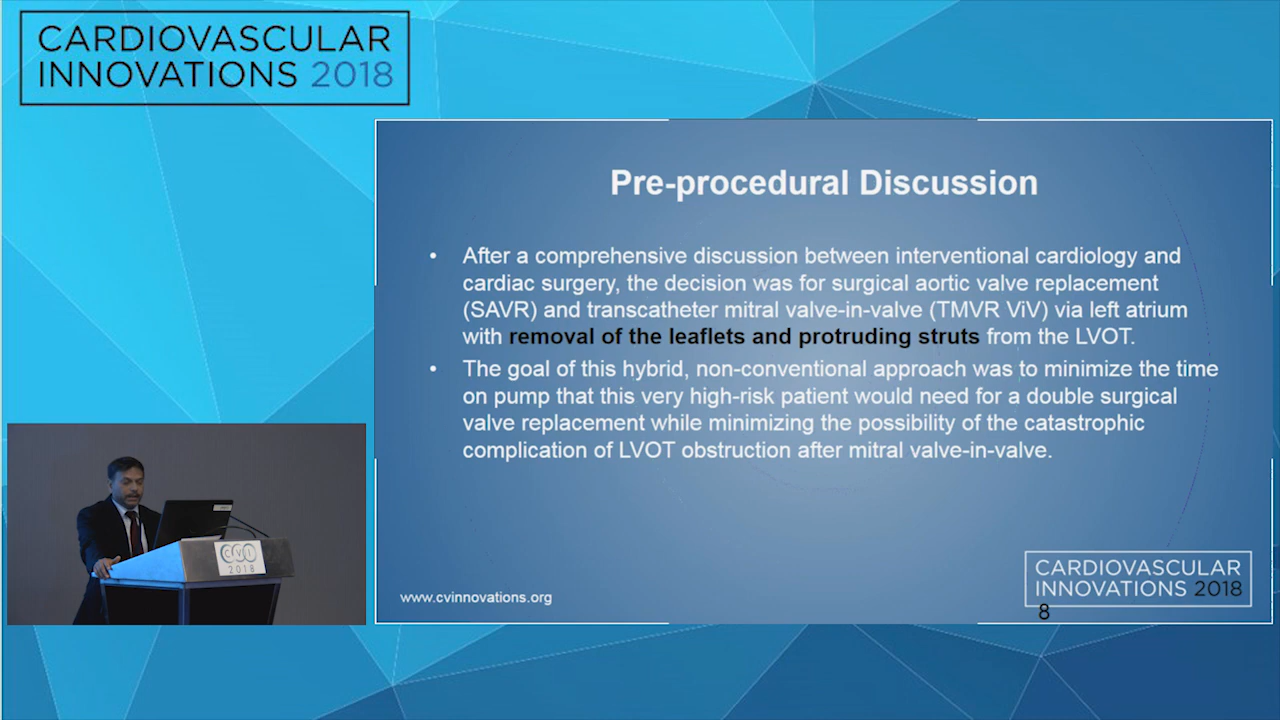 CARDIOVASCULAR
INNOVATIONS 2018
Pre-procedural Discussion
• After a comprehensive discussion between interventional cardiology and
cardiac surgery, the decision was for surgical aortic valve replacement
(SAVR) and transcatheter mitral valve-in-valve (TMVR ViV) via left atrium
with removal of the leaflets and protruding struts from the LVOT.
• The goal of this hybrid, non-conventional approach was to minimize the time
on pump that this very high-risk patient would need for a double surgical
valve replacement while minimizing the possibility of the catastrophic
complication of LVOT obstruction after mitral valve-in-valve.
CVI
2018
www.cvinnovations.org
CARDIOVASCULAR
INNOVATIONS 2018
8